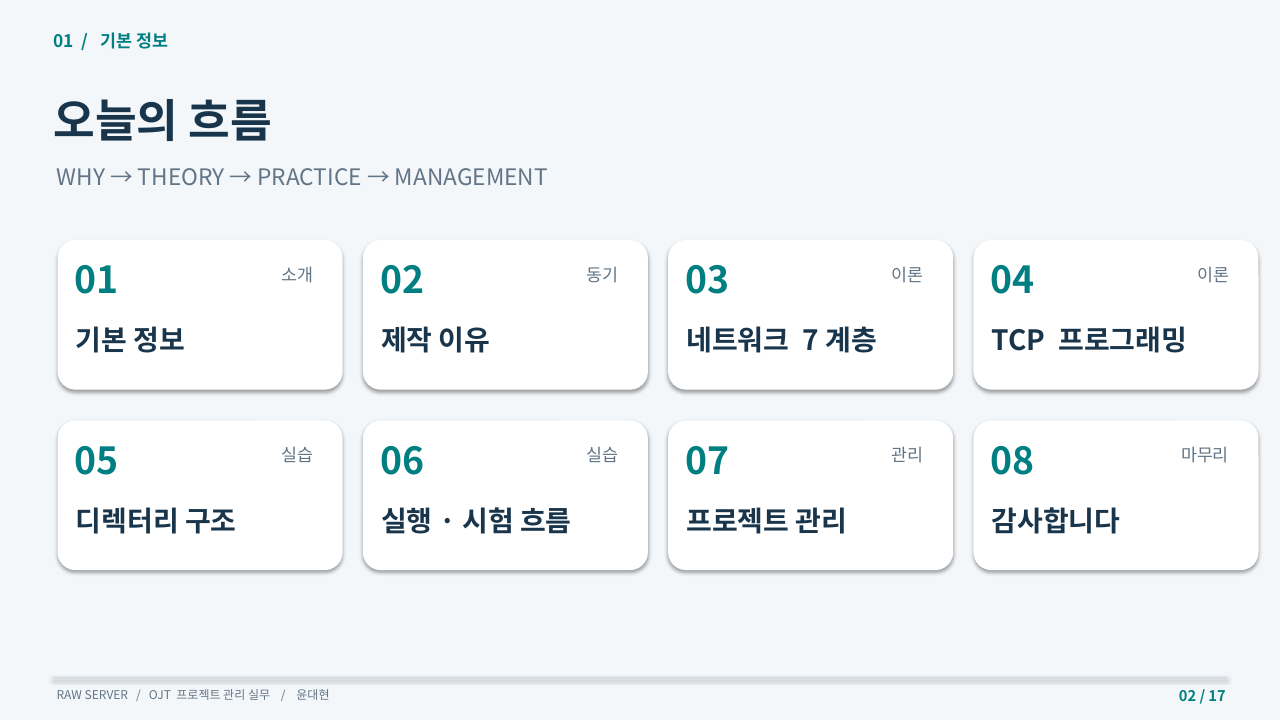 01 / 기본 정보
오늘의 흐름
WHY → THEORY → PRACTICE → MANAGEMENT
01 소개
기본 정보
02 동기
제작 이유
03 이론
네트워크 7 계층
04 이론
TCP 프로그래밍
05 실습
디렉터리 구조
06 실습
실행 · 시험 흐름
07 관리
프로젝트 관리
08 마무리
감사합니다
RAW SERVER / OJT 프로젝트 관리 실무 / 윤대현
02 / 17